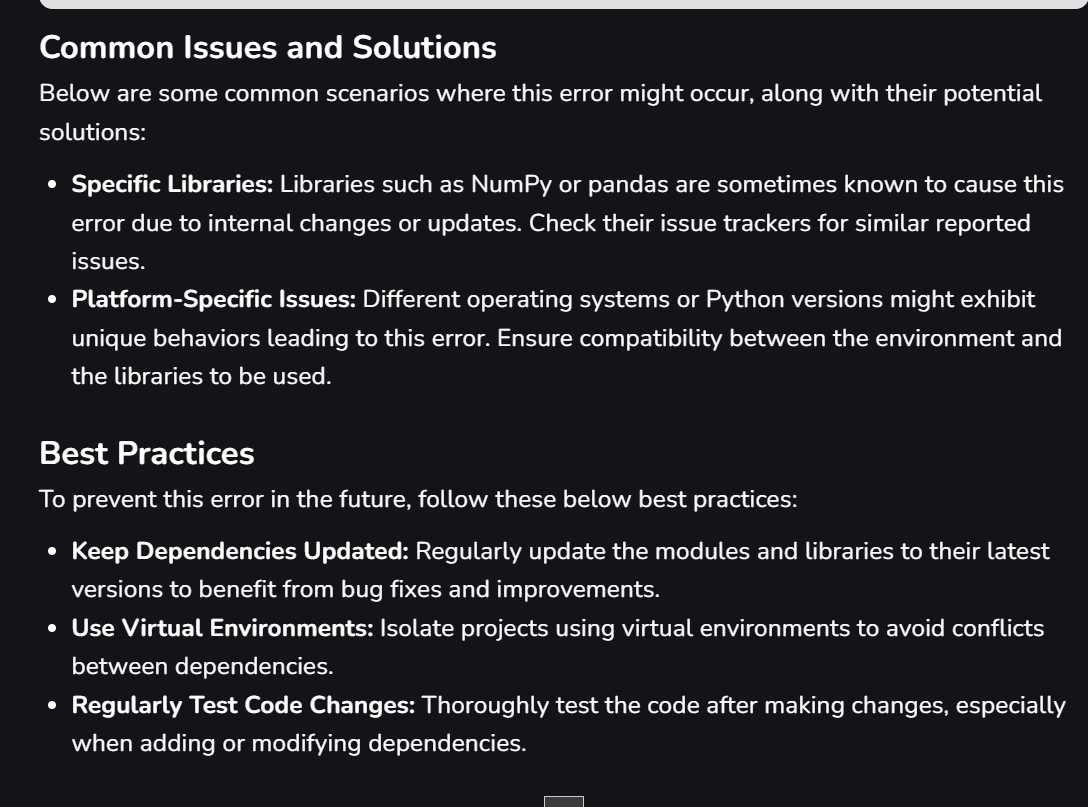 Common Issues and Solutions
Below are some common scenarios where this error might occur, along with their potential
solutions:
• Specific Libraries: Libraries such as NumPy or pandas are sometimes known to cause this
error due to internal changes or updates. Check their issue trackers for similar reported
issues.
• Platform-Specific Issues: Different operating systems or Python versions might exhibit
unique behaviors leading to this error. Ensure compatibility between the environment and
the libraries to be used.
Best Practices
To prevent this error in the future, follow these below best practices:
• Keep Dependencies Updated: Regularly update the modules and libraries to their latest
versions to benefit from bug fixes and improvements.
• Use Virtual Environments: Isolate projects using virtual environments to avoid conflicts
between dependencies.
• Regularly Test Code Changes: Thoroughly test the code after making changes, especially
when adding or modifying dependencies.